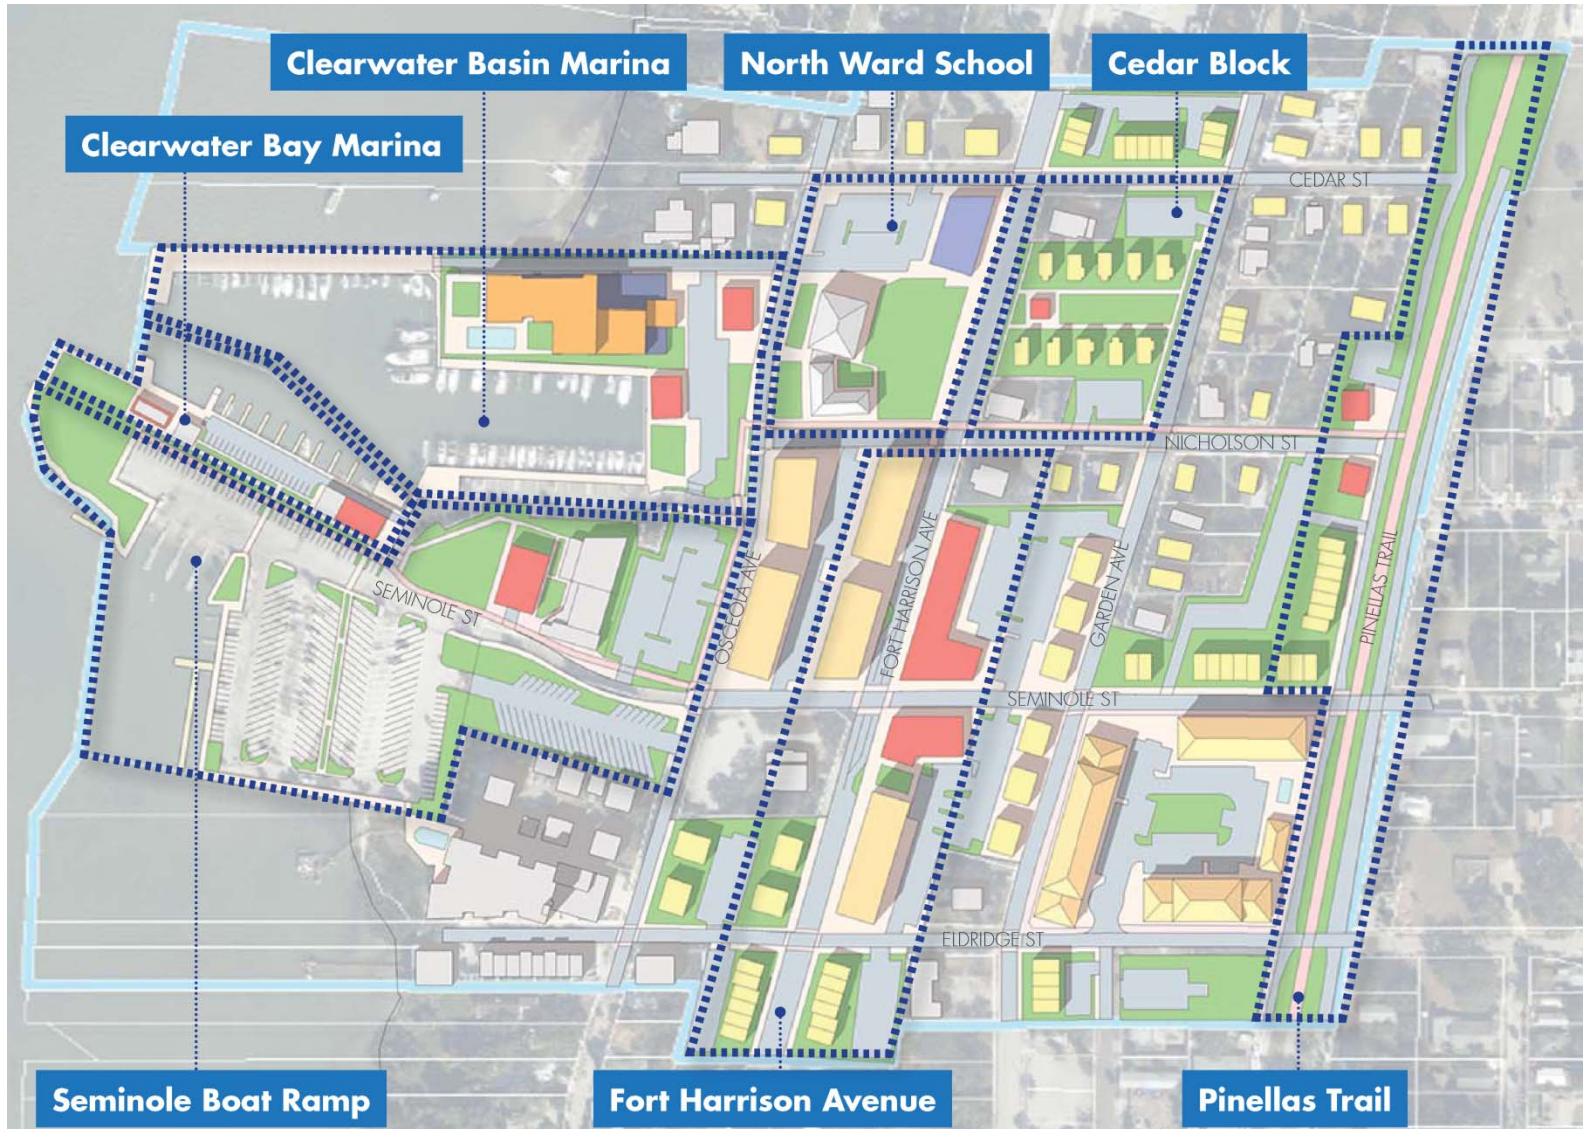 Clearwater Basin Marina
North Ward School
Cedar Block
Clearwater Bay Marina
CEDAR ST
NICHOLSON ST
OSCEOLA AVE
FORT HARRISON AVE
GARDEN AVE
PINELLAS TRAIL
SEMINOLE ST
SEMINOLE ST
ELDRIDGE ST
Seminole Boat Ramp
Fort Harrison Avenue
Pinellas Trail